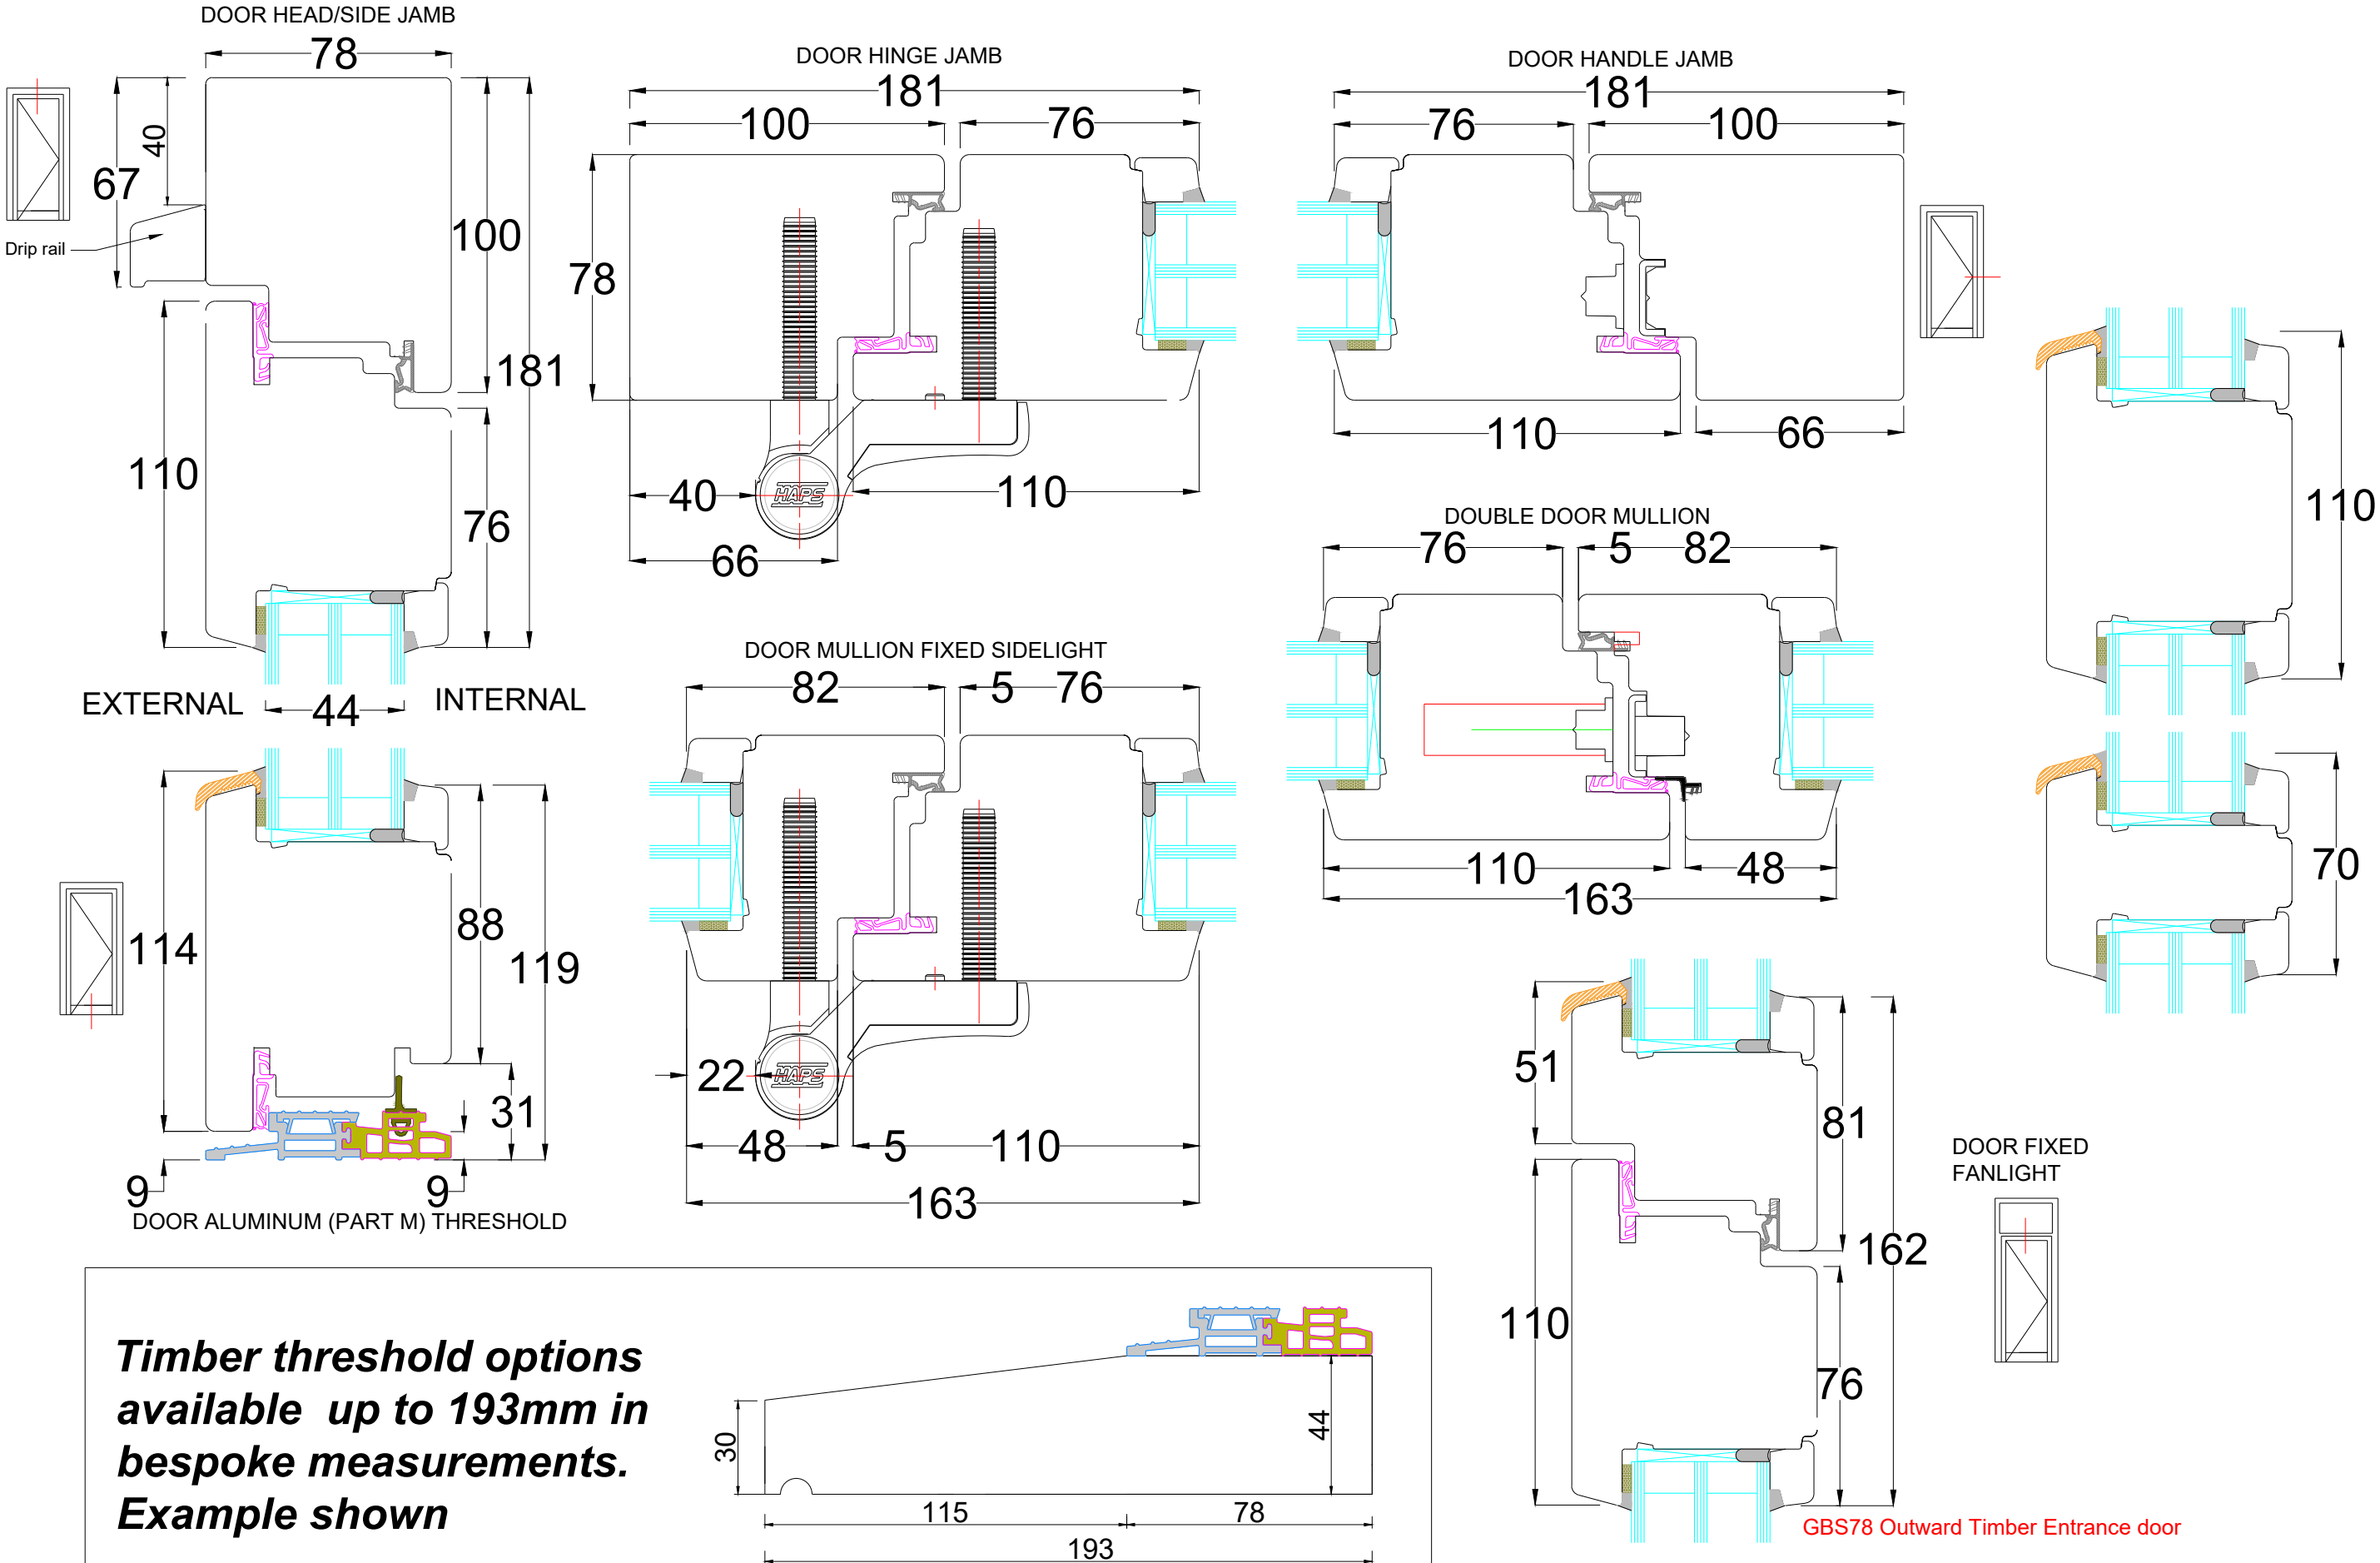 DOOR HEAD/SIDE JAMB
78
40
67
Drip rail
100
181
110
76
EXTERNAL
44
INTERNAL
DOOR HINGE JAMB
181
100
76
78
HAPS
40
110
66
DOOR HANDLE JAMB
181
76
100
110
66
110
70
DOUBLE DOOR MULLION
76
5
82
110
48
163
DOOR MULLION FIXED SIDELIGHT
82
5
76
HAPS
22
48
5
110
163
114
88
119
31
9
9
DOOR ALUMINUM (PART M) THRESHOLD
51
81
162
110
76
DOOR FIXED
FANLIGHT
Timber threshold options
available up to 193mm in
bespoke measurements.
Example shown
30
44
115
78
193
GBS78 Outward Timber Entrance door